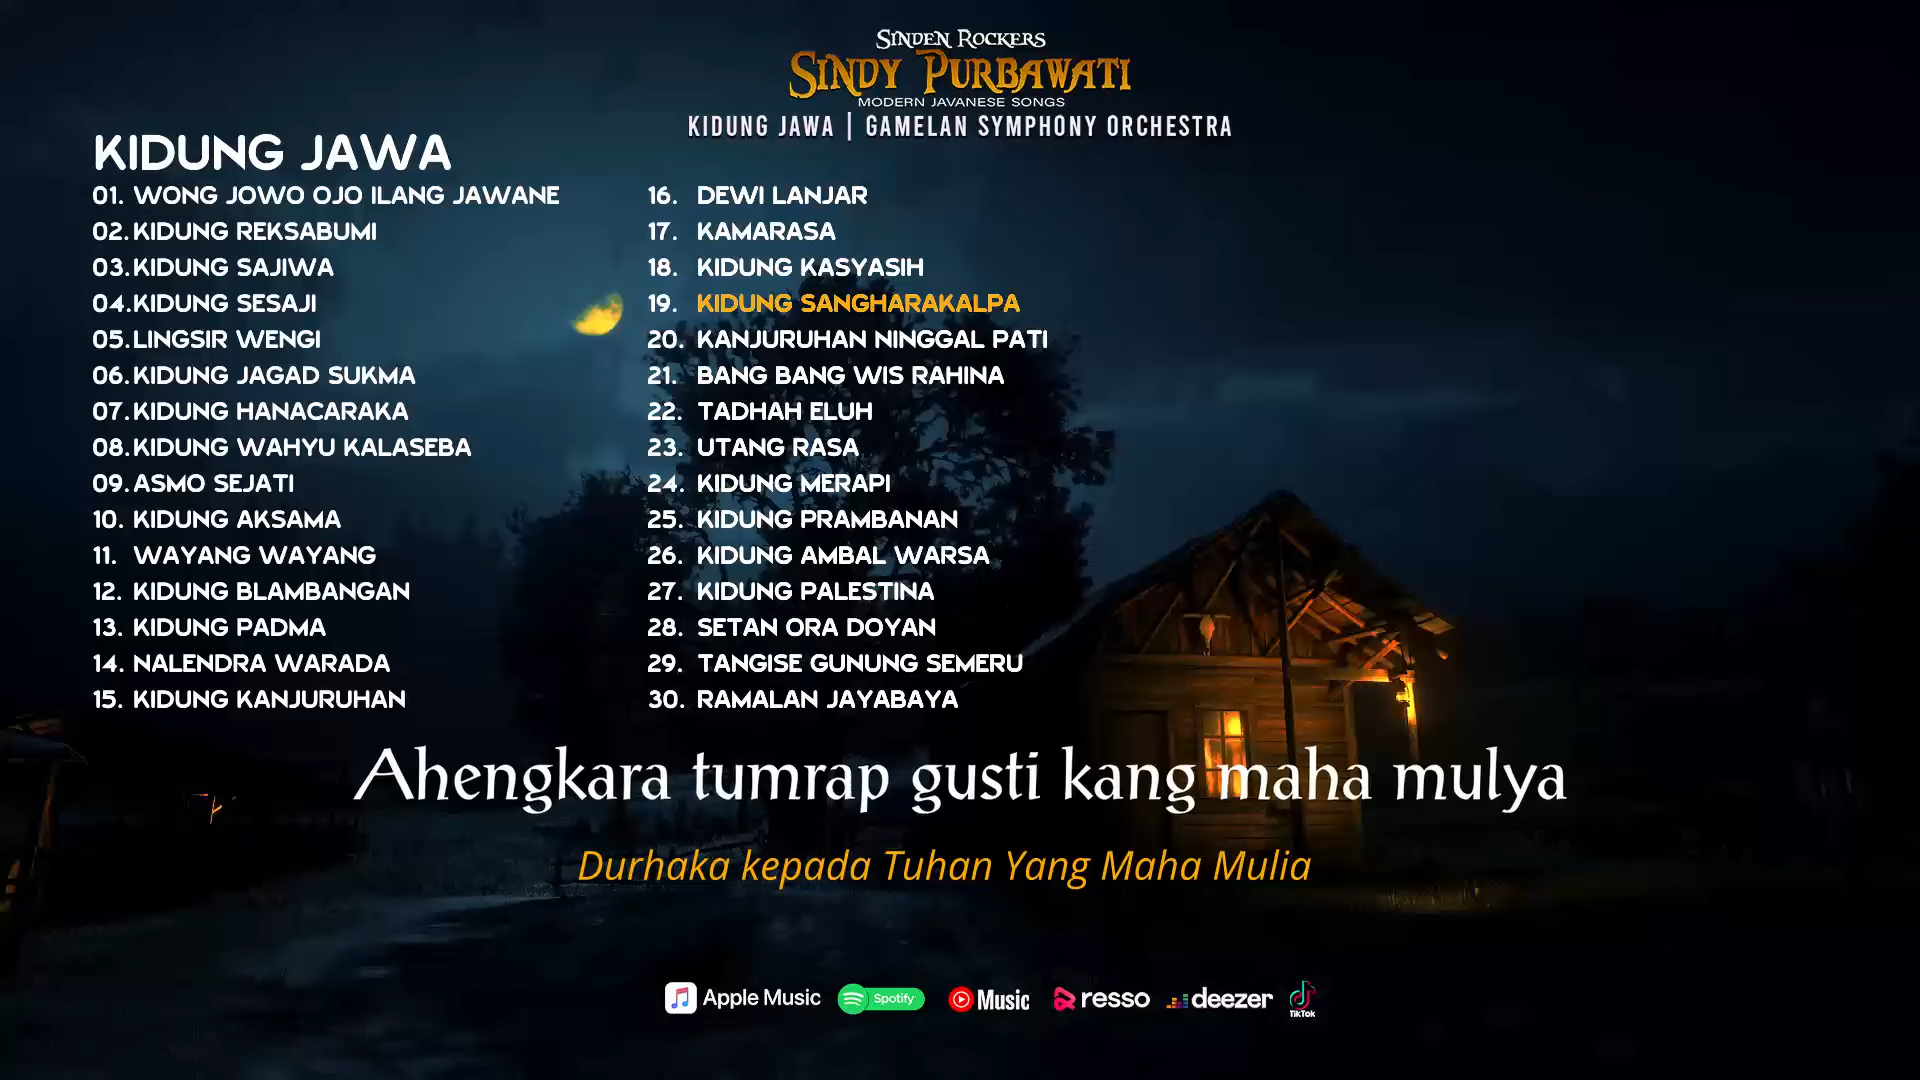 SINDEN ROCKERS
SINDY PURBAWATI
MODERN JAVANESE SONGS
KIDUNG JAWA | GAMELAN SYMPHONY ORCHESTRA
KIDUNG JAWA
01. WONG JOWO OJO ILANG JAWANE
02. KIDUNG REKSABUMI
03. KIDUNG SAJIWA
04. KIDUNG SESAJI
05. LINGSIR WENGI
06. KIDUNG JAGAD SUKMA
07. KIDUNG HANACARAKA
08. KIDUNG WAHYU KALASEBA
09. ASMO SEJATI
10. KIDUNG AKSAMA
11. WAYANG WAYANG
12. KIDUNG BLAMBANGAN
13. KIDUNG PADMA
14. NALENDRA WARADA
15. KIDUNG KANJURUHAN
16. DEWI LANJAR
17. KAMARASA
18. KIDUNG KASYASIH
19. KIDUNG SANGHARAKALPA
20. KANJURUHAN NINGGAL PATI
21. BANG BANG WIS RAHINA
22. TADHAH ELUH
23. UTANG RASA
24. KIDUNG MERAPI
25. KIDUNG PRAMBANAN
26. KIDUNG AMBAL WARSA
27. KIDUNG PALESTINA
28. SETAN ORA DOYAN
29. TANGISE GUNUNG SEMERU
30. RAMALAN JAYABAYA
Ahengkara tumrap gusti kang maha mulya
Durhaka kepada Tuhan Yang Maha Mulia
Apple Music Spotify Music resso deezer TikTok